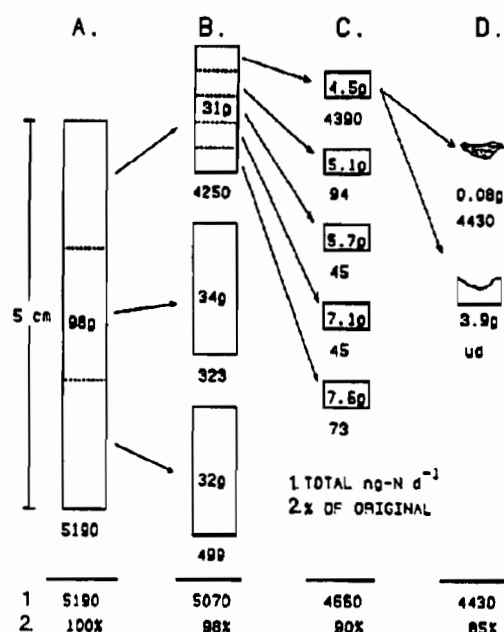 A. B. C. D.
31g
4250
4.5g
4390
5.1g
94
5.7g
45
7.1g
45
7.6g
73
0.08g
4430
3.9g
ud
5 cm
98g
5190
34g
323
32g
499
1. TOTAL ng-N d⁻¹
2. % OF ORIGINAL
1 5190 5070 4650 4430
2. 100% 98% 90% 85%